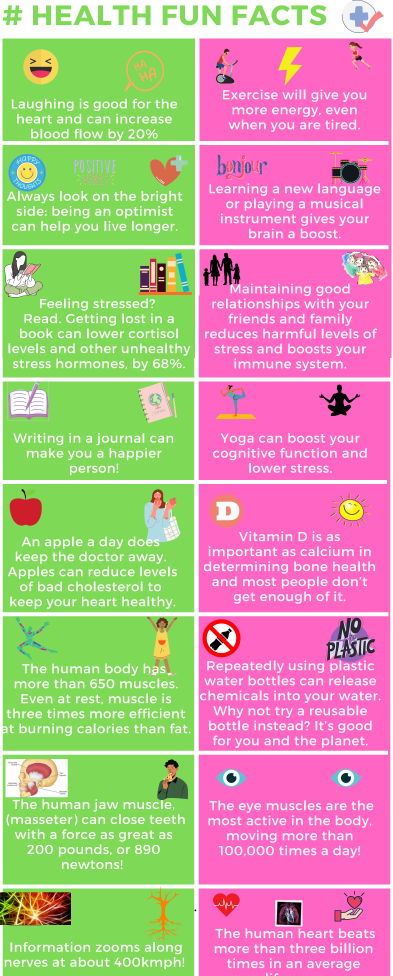 # HEALTH FUN FACTS
HA
HA
Laughing is good for the
heart and can increase
blood flow by 20%
Exercise will give you
more energy, even
when you are tired.
HAPPY
THOUGHTS
POSITIVE
Always look on the bright
side: being an optimist
can help you live longer.
bonjour
Learning a new language
or playing a musical
instrument gives your
brain a boost.
Feeling stressed?
Read. Getting lost in a
book can lower cortisol
levels and other unhealthy
stress hormones, by 68%.
Maintaining good
relationships with your
friends and family
reduces harmful levels of
stress and boosts your
immune system.
Writing in a journal can
make you a happier
person!
Yoga can boost your
cognitive function and
lower stress.
An apple a day does
keep the doctor away.
Apples can reduce levels
of bad cholesterol to
keep your heart healthy.
D
Vitamin D is as
important as calcium in
determining bone health
and most people don't
get enough of it.
The human body has
more than 650 muscles.
Even at rest, muscle is
three times more efficient
at burning calories than fat.
NO
PLASTIC
Repeatedly using plastic
water bottles can release
chemicals into your water.
Why not try a reusable
bottle instead? It's good
for you and the planet.
The human jaw muscle,
(masseter) can close teeth
with a force as great as
200 pounds, or 890
newtons!
The eye muscles are the
most active in the body,
moving more than
100,000 times a day!
Information zooms along
nerves at about 400kmph!
The human heart beats
more than three billion
times in an average